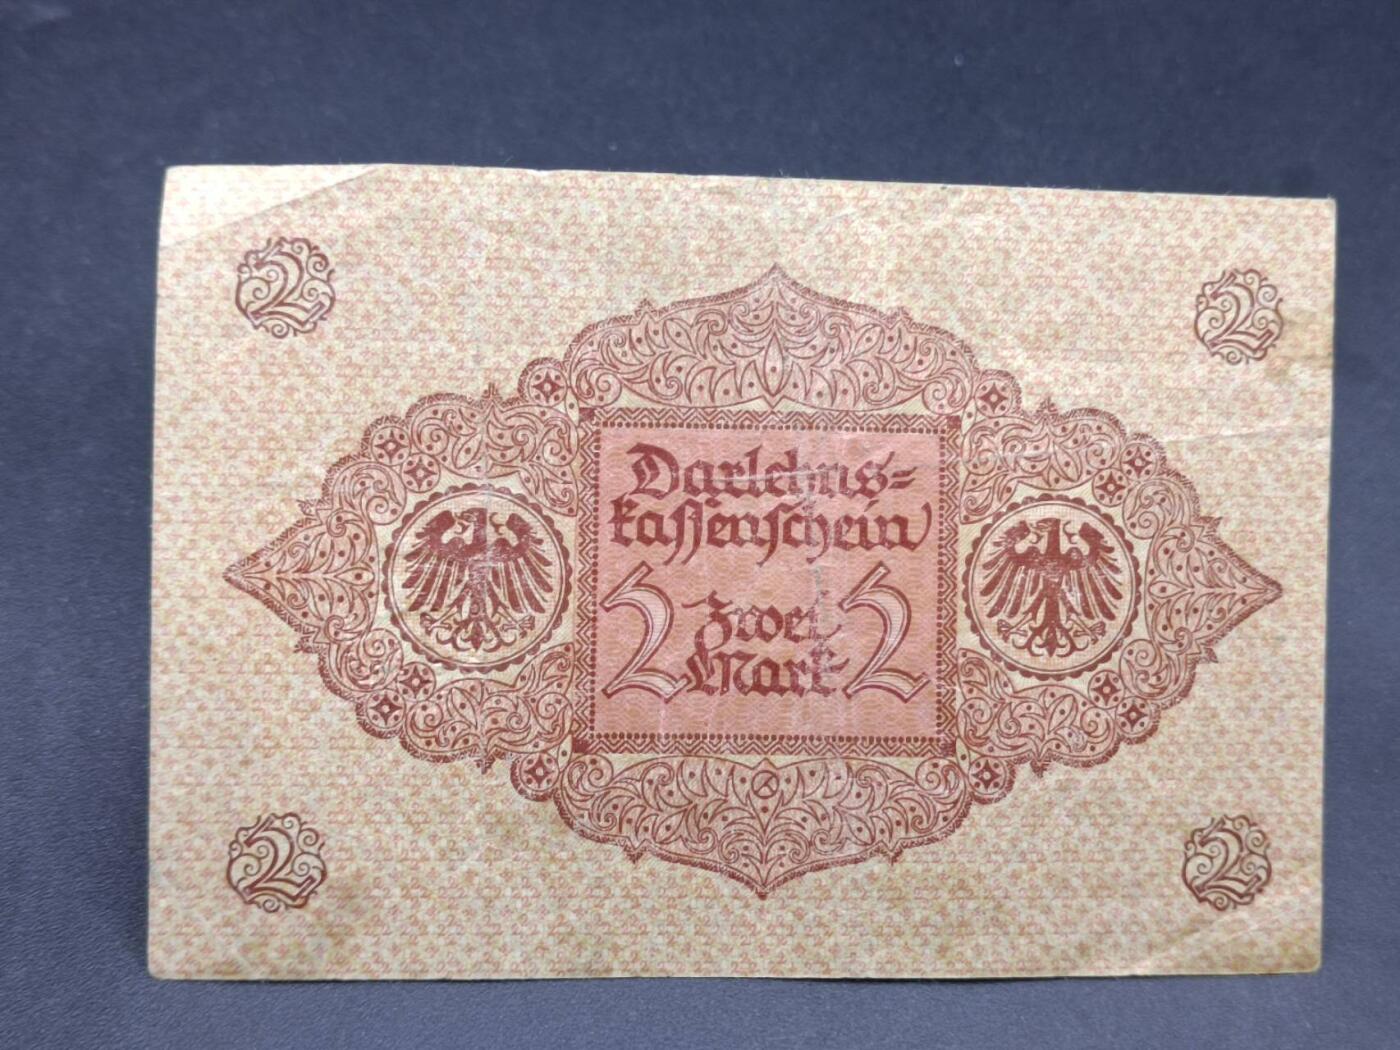 2
2
Darlehns=
kassenschein
2 Zwei 2
Mark
2
2